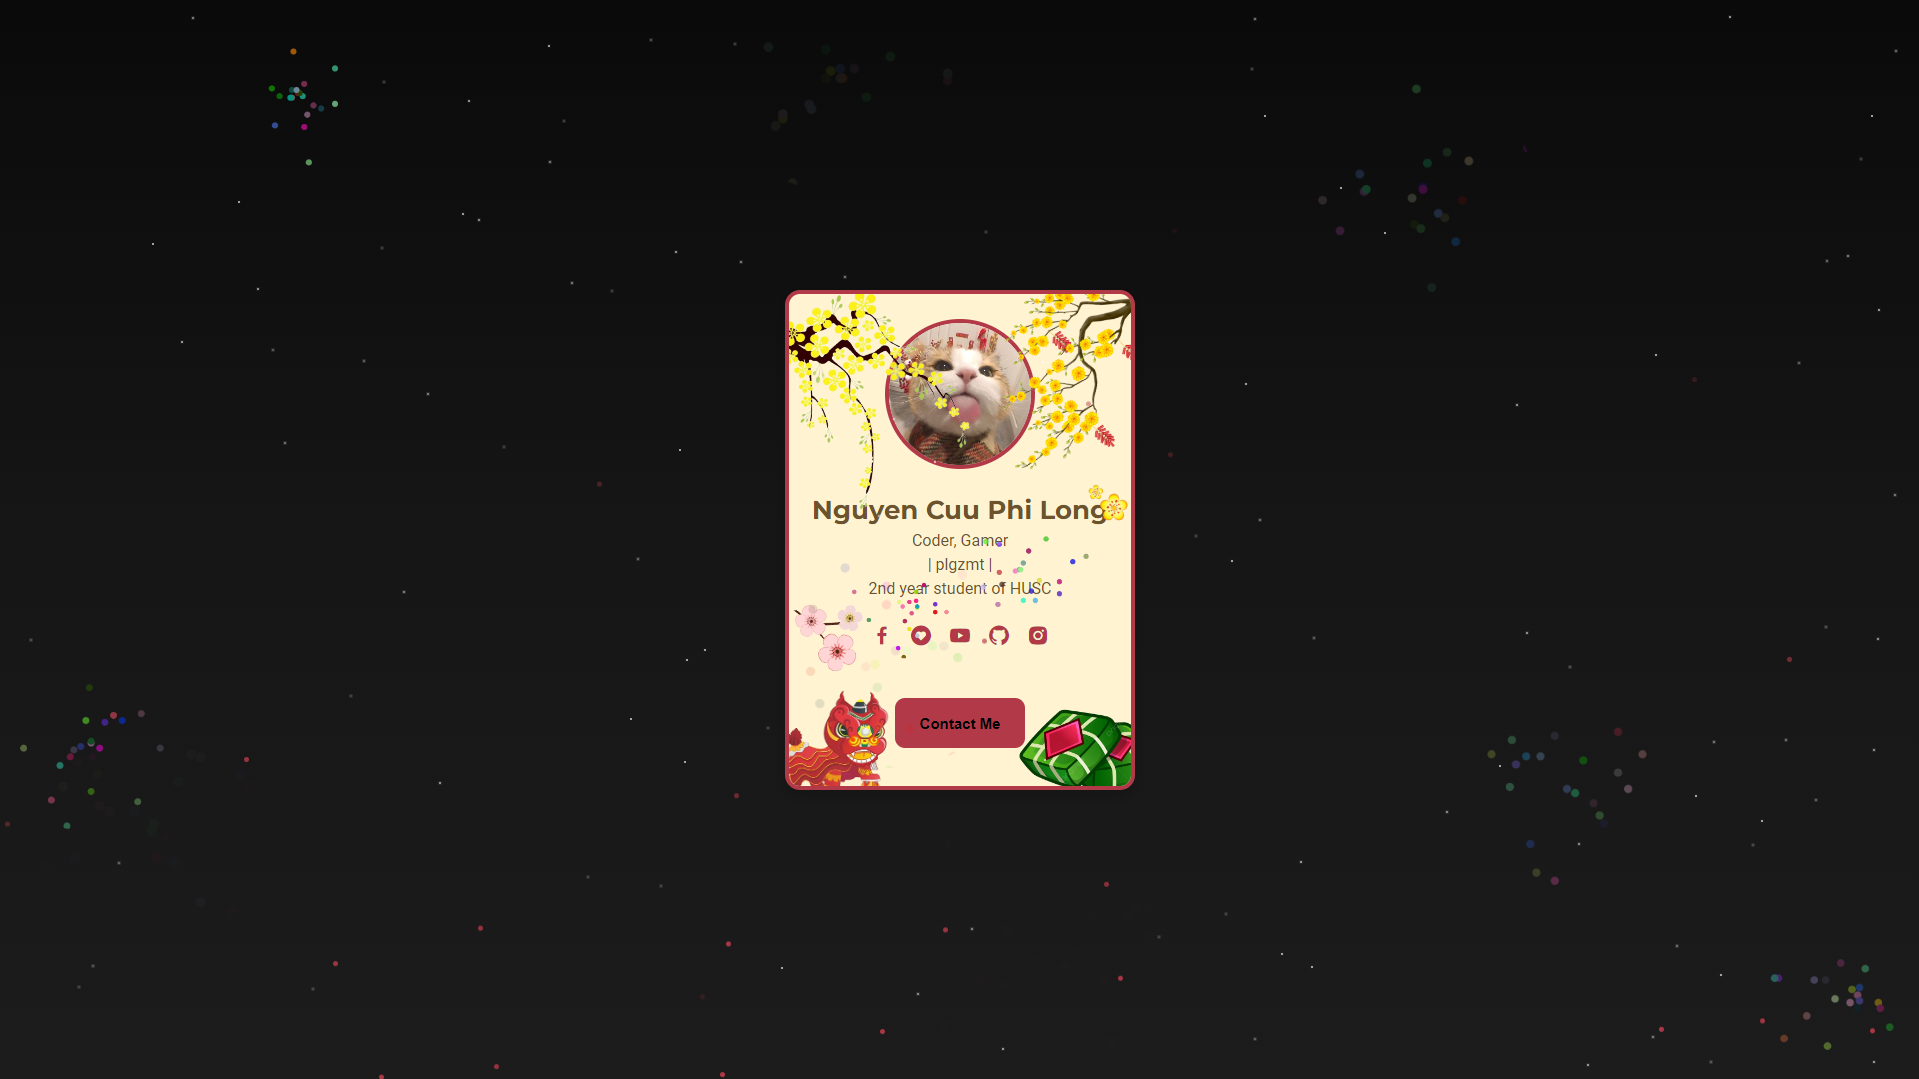 Nguyen Cuu Phi Long
Coder, Gamer
| plgzmt |
2nd year student of HUSC
Contact Me